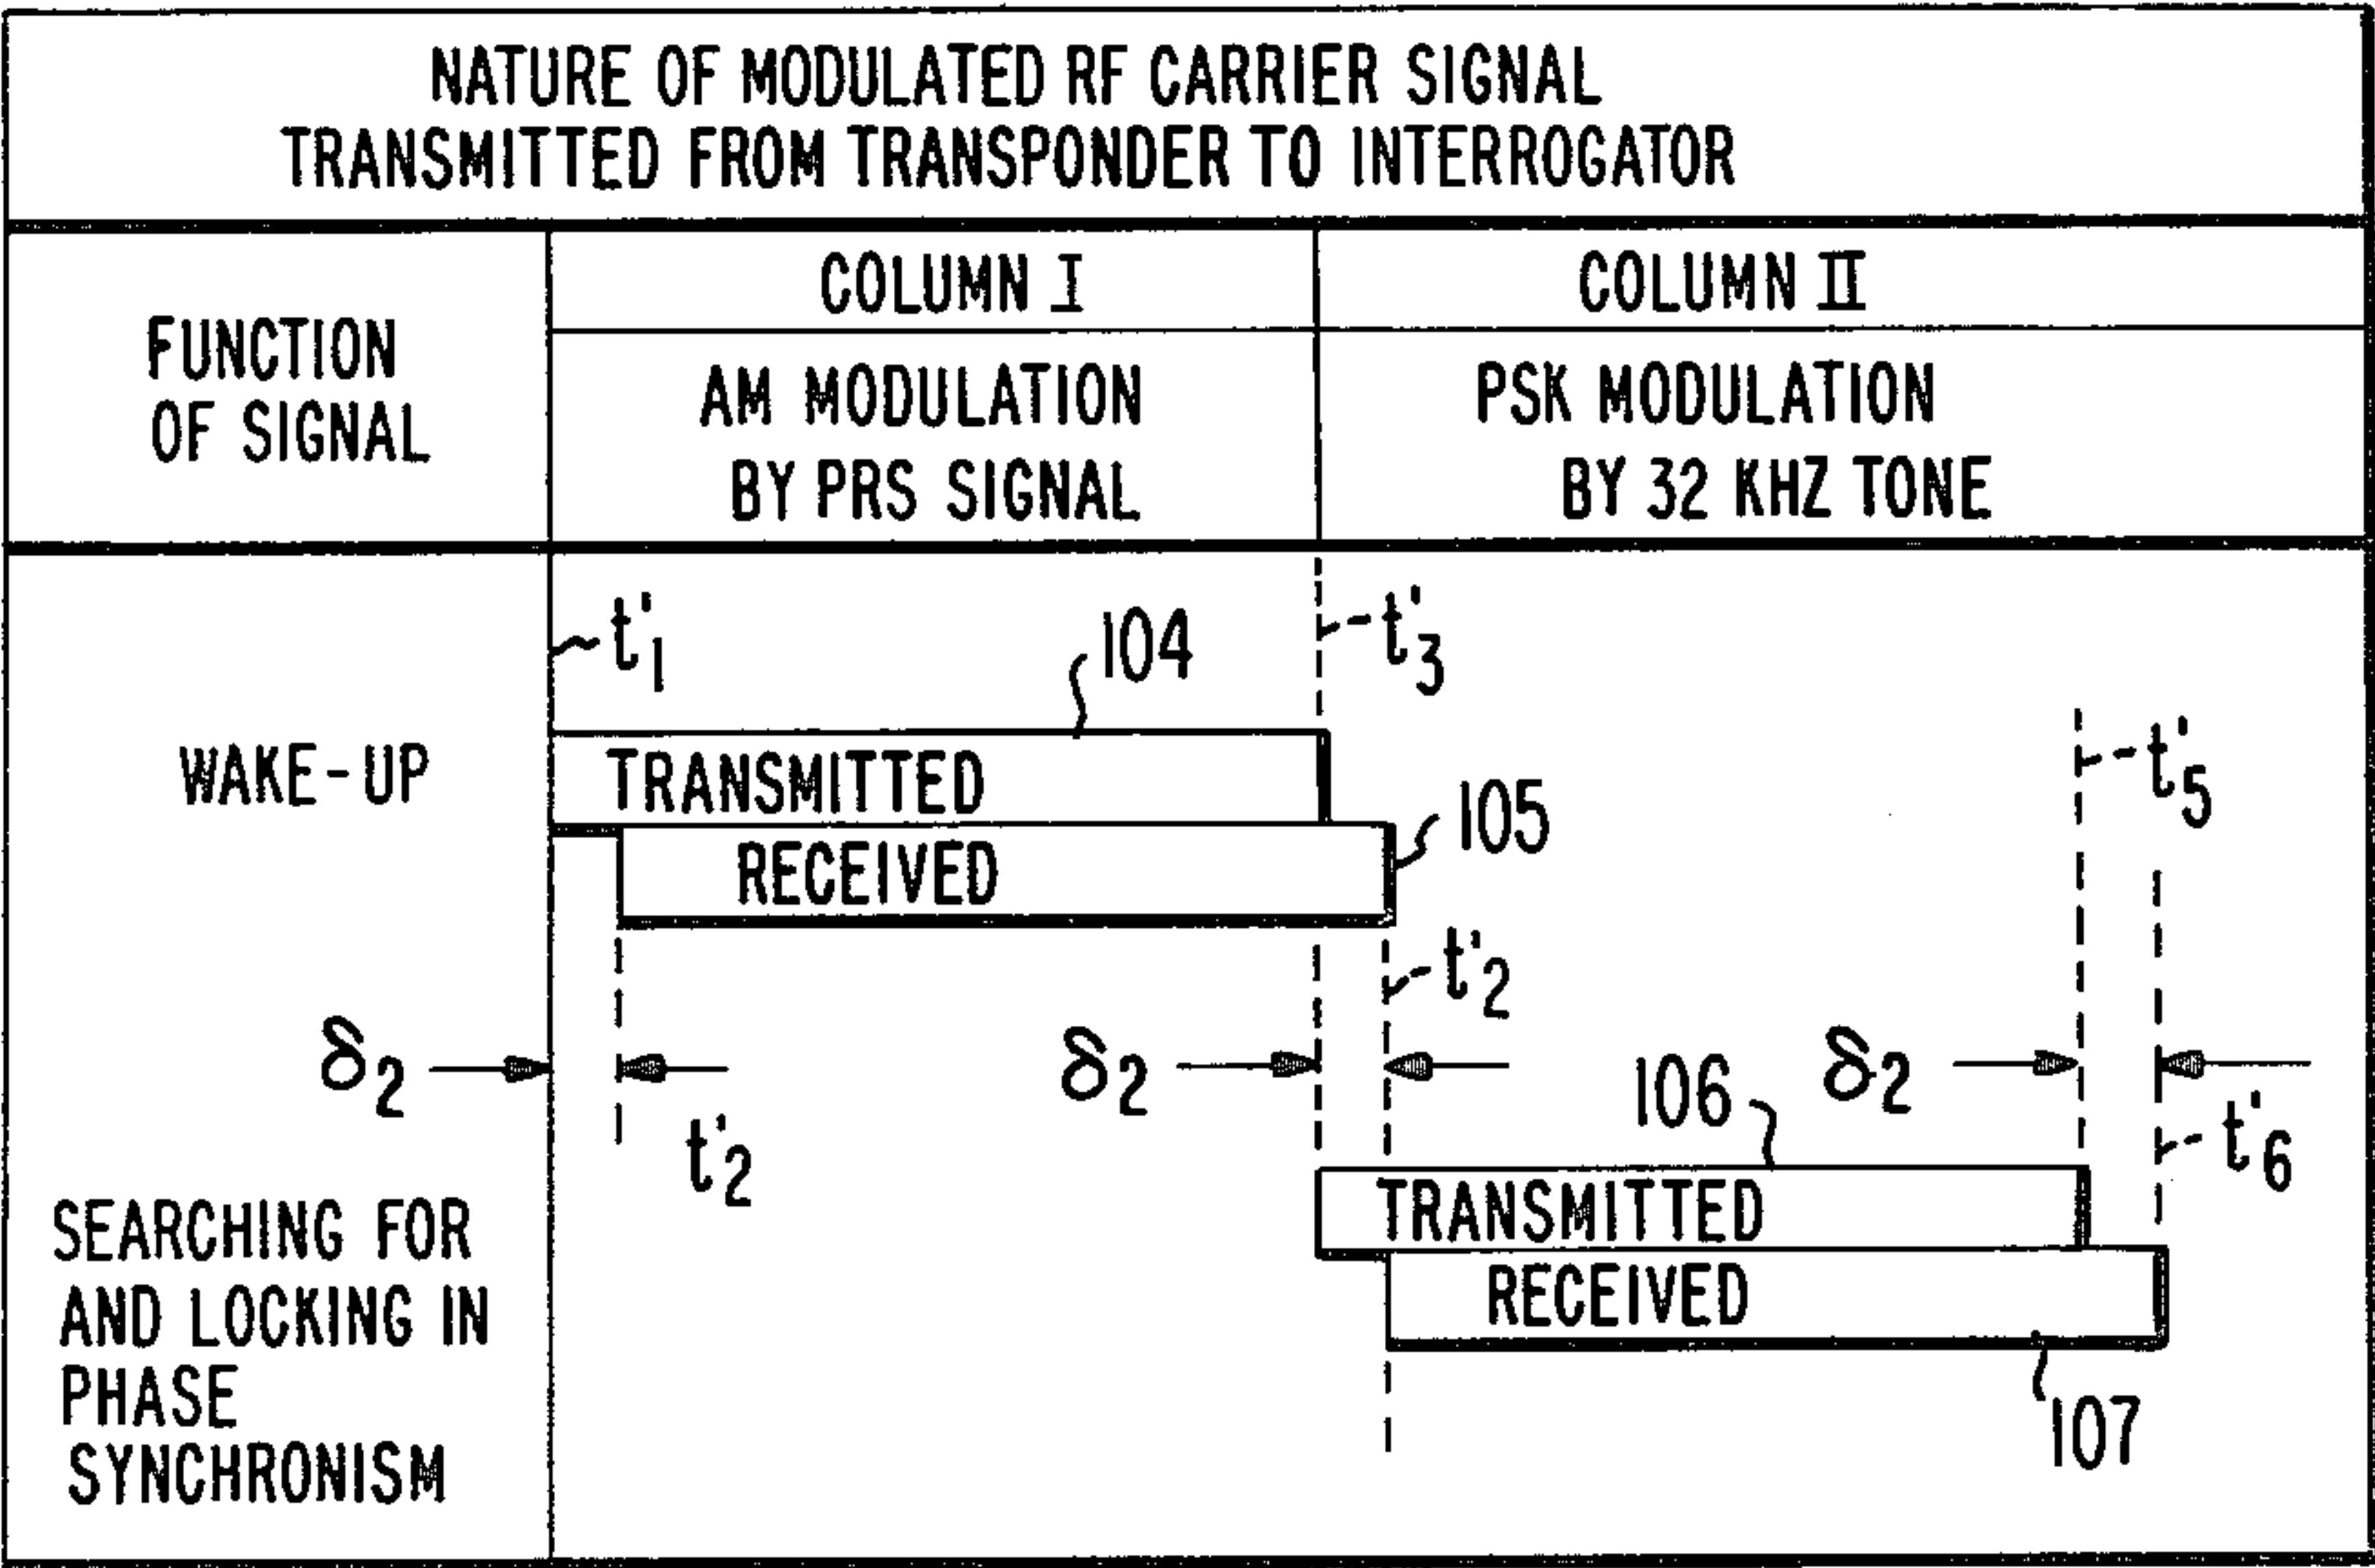 NATURE OF MODULATED RF CARRIER SIGNAL
TRANSMITTED FROM TRANSPONDER TO INTERROGATOR
FUNCTION
OF SIGNAL
COLUMN I
AM MODULATION
BY PRS SIGNAL
COLUMN II
PSK MODULATION
BY 32 KHZ TONE
WAKE-UP
t'1
104
t'3
TRANSMITTED
105
RECEIVED
t'5
t'2
δ2
t'2
δ2
δ2
t'6
106
TRANSMITTED
RECEIVED
107
SEARCHING FOR
AND LOCKING IN
PHASE
SYNCHRONISM